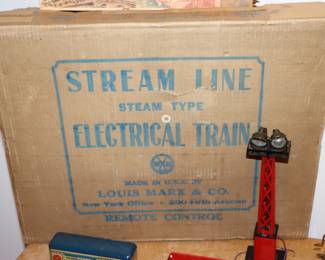 STREAM LINE
STEAM TYPE
ELECTRICAL TRAIN
MAR
MADE IN U.S.A. BY
LOUIS MARX & CO.
New York Office - 200 Fifth Avenue
REMOTE CONTROL